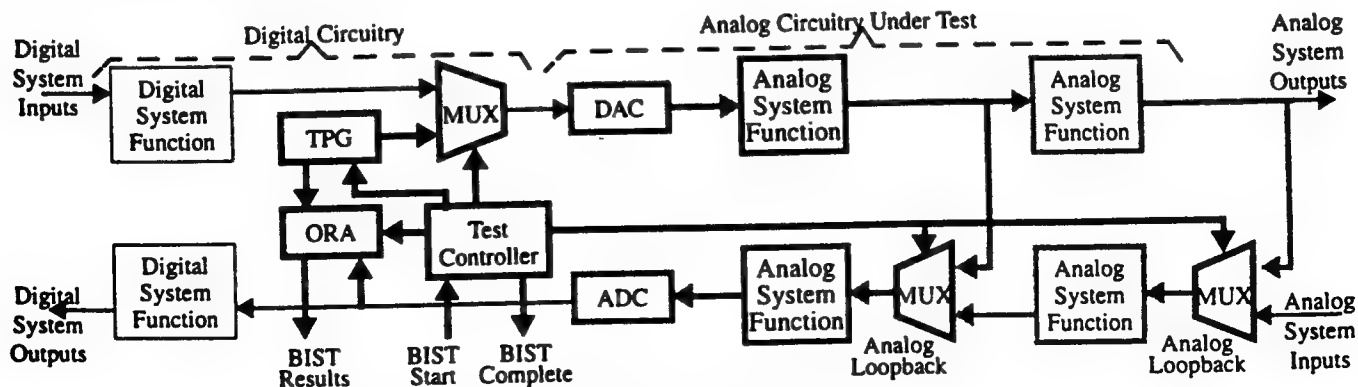 Digital Circuitry
Analog Circuitry Under Test
Digital
System
Inputs
Digital
System
Function
MUX
DAC
Analog
System
Function
Analog
System
Function
Analog
System
Outputs
TPG
ORA
Test
Controller
Digital
System
Outputs
Digital
System
Function
ADC
Analog
System
Function
MUX
Analog
Loopback
Analog
System
Function
MUX
Analog
Loopback
Analog
System
Inputs
BIST
Results
BIST
Start
BIST
Complete